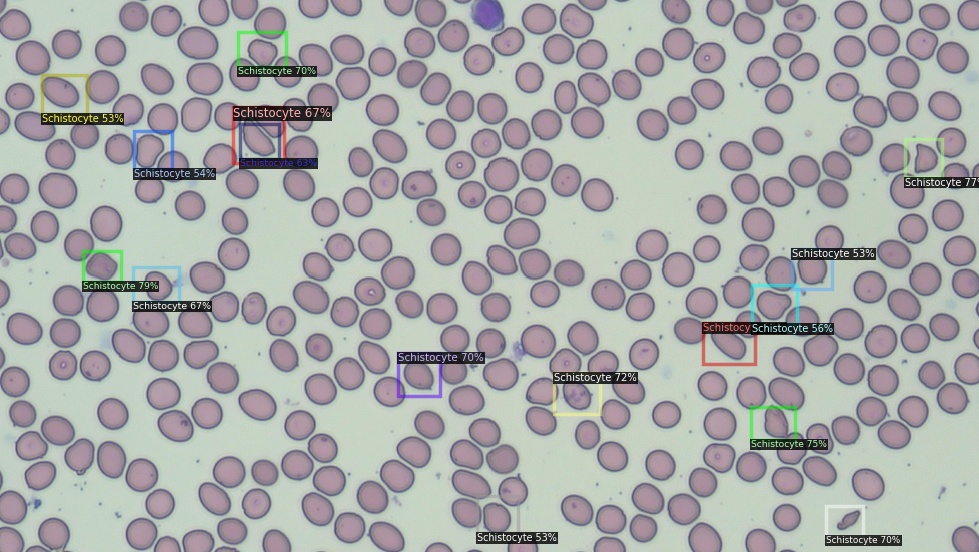 Schistocyte 70%
Schistocyte 53%
Schistocyte 67%
Schistocyte 63%
Schistocyte 54%
Schistocyte 77
Schistocyte 53%
Schistocyte 79%
Schistocyte 67%
Schistocy
Schistocyte 56%
Schistocyte 70%
Schistocyte 72%
Schistocyte 75%
Schistocyte 53%
Schistocyte 70%